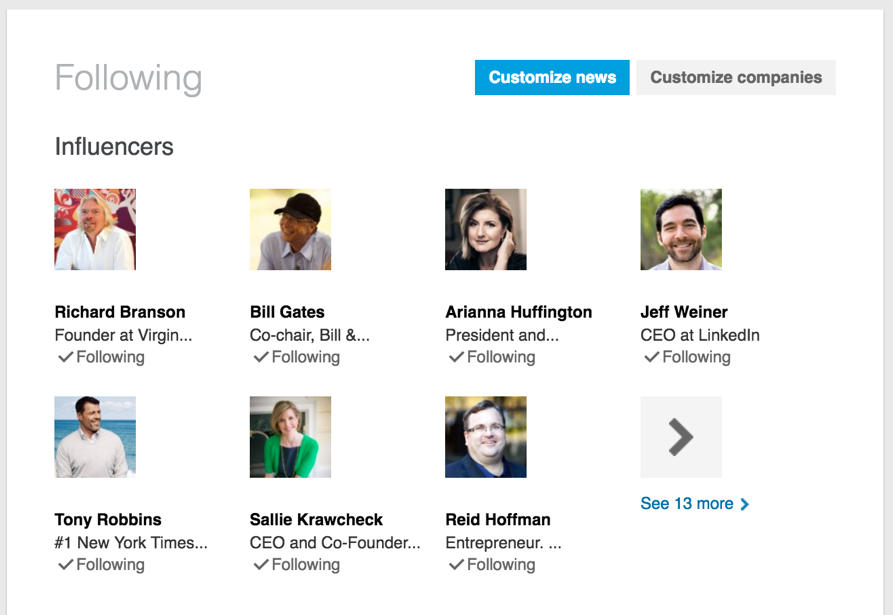 Following
Customize news
Customize companies
Influencers
Richard Branson
Founder at Virgin...
Following
Bill Gates
Co-chair, Bill &...
Following
Arianna Huffington
President and...
Following
Jeff Weiner
CEO at LinkedIn
Following
Tony Robbins
#1 New York Times...
Following
Sallie Krawcheck
CEO and Co-Founder...
Following
Reid Hoffman
Entrepreneur. ...
Following
See 13 more